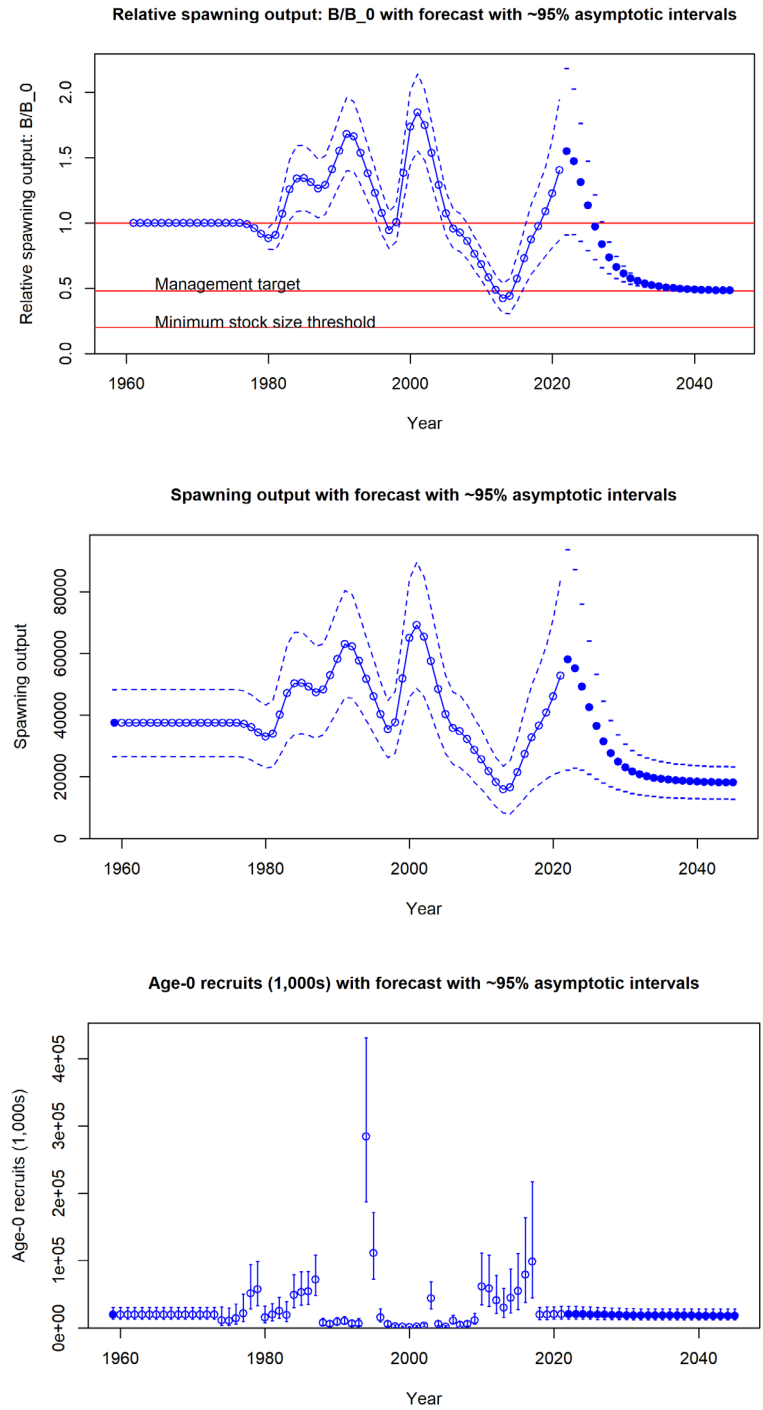 Relative spawning output: B/B_0 with forecast with ~95% asymptotic intervals
Relative spawning output: B/B_0
2.0
1.5
1.0
0.5
0.0
Management target
Minimum stock size threshold
1960 1980 2000 2020 2040
Year
Spawning output with forecast with ~95% asymptotic intervals
Spawning output
80000
60000
40000
20000
0
1960 1980 2000 2020 2040
Year
Age-0 recruits (1,000s) with forecast with ~95% asymptotic intervals
Age-0 recruits (1,000s)
4e+05
3e+05
2e+05
1e+05
0e+00
1960 1980 2000 2020 2040
Year